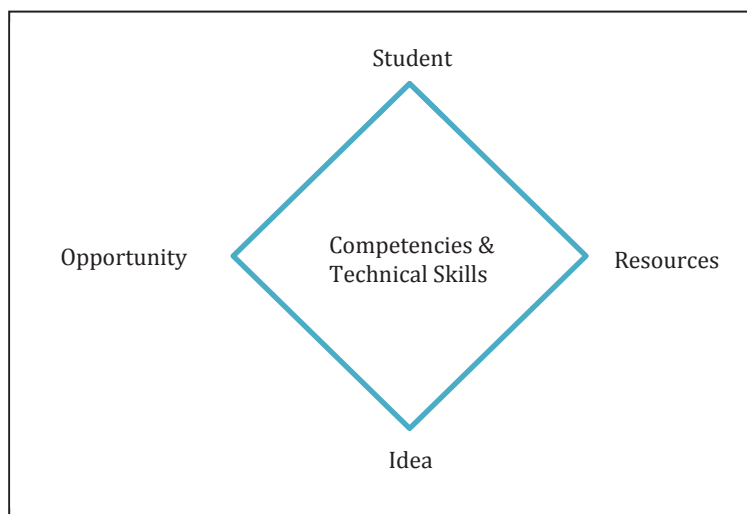 Student
Opportunity
Competencies &
Technical Skills
Resources
Idea